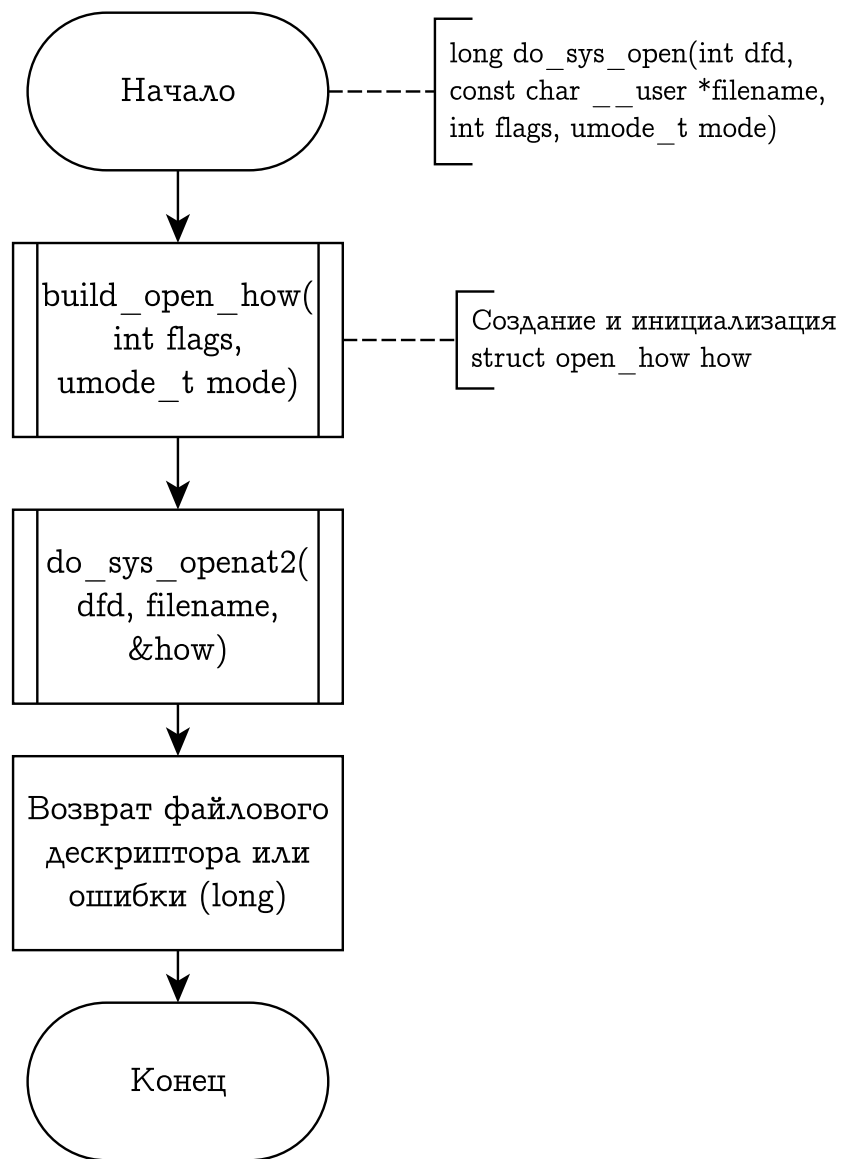 Начало
long do_sys_open(int dfd,
const char __user *filename,
int flags, umode_t mode)
build_open_how(
int flags,
umode_t mode)
Создание и инициализация
struct open_how how
do_sys_openat2(
dfd, filename,
&how)
Возврат файлового
дескриптора или
ошибки (long)
Конец